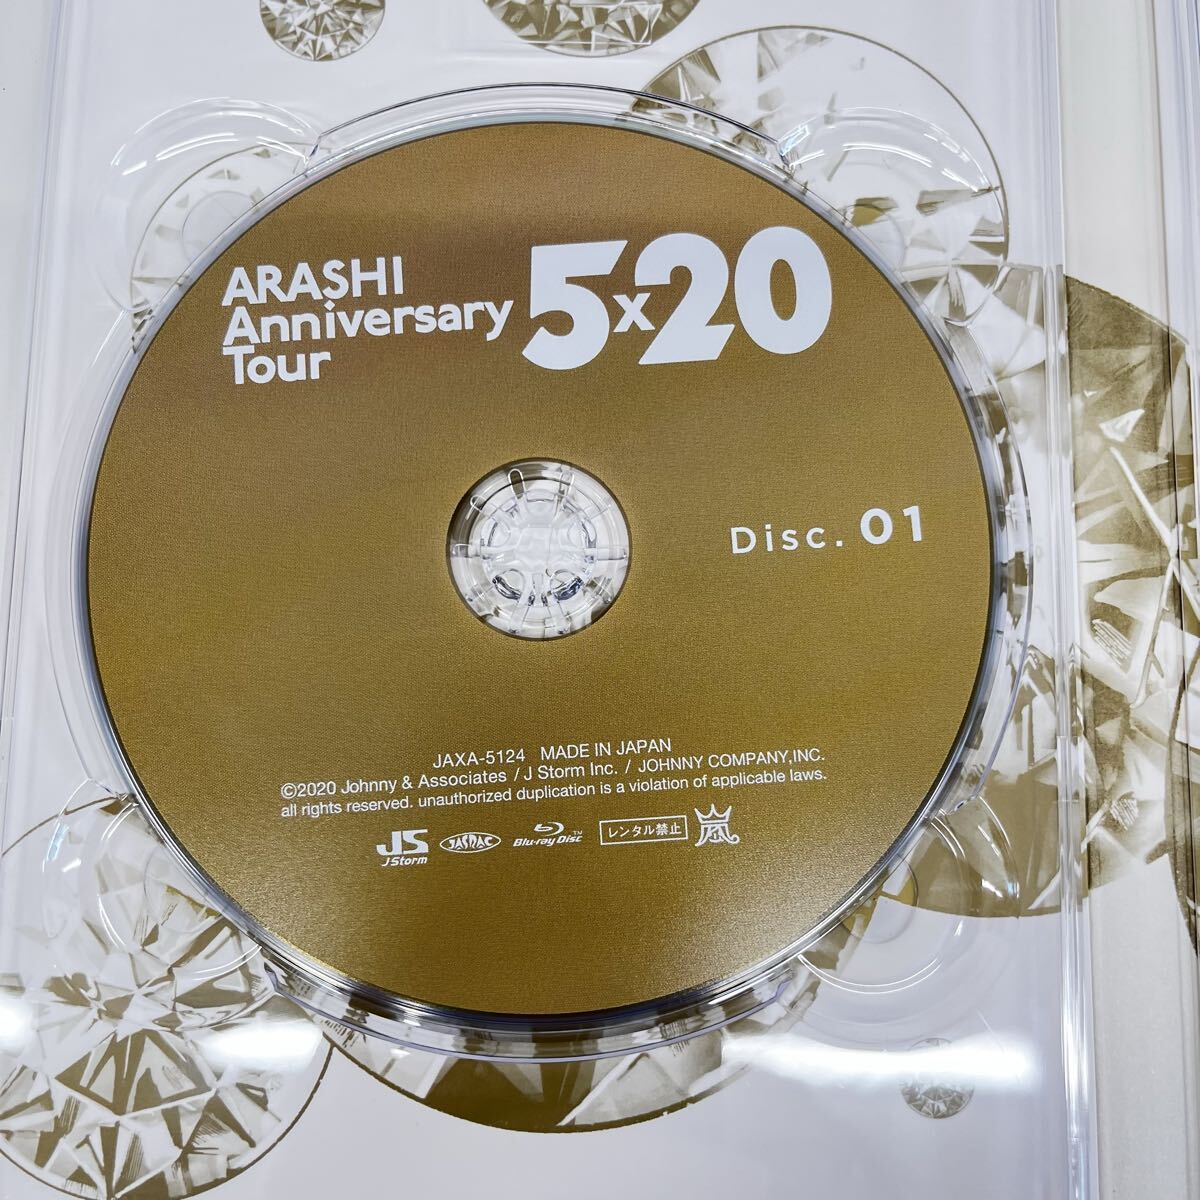 ARASHI
Anniversary
Tour
5x20
Disc. 01
JAXA-5124 MADE IN JAPAN
©2020 Johnny & Associates / J Storm Inc. / JOHNNY COMPANY,INC.
all rights reserved. unauthorized duplication is a violation of applicable laws.
JS
J Storm
JASRAC
Blu-ray Disc™
レンタル禁止
嵐